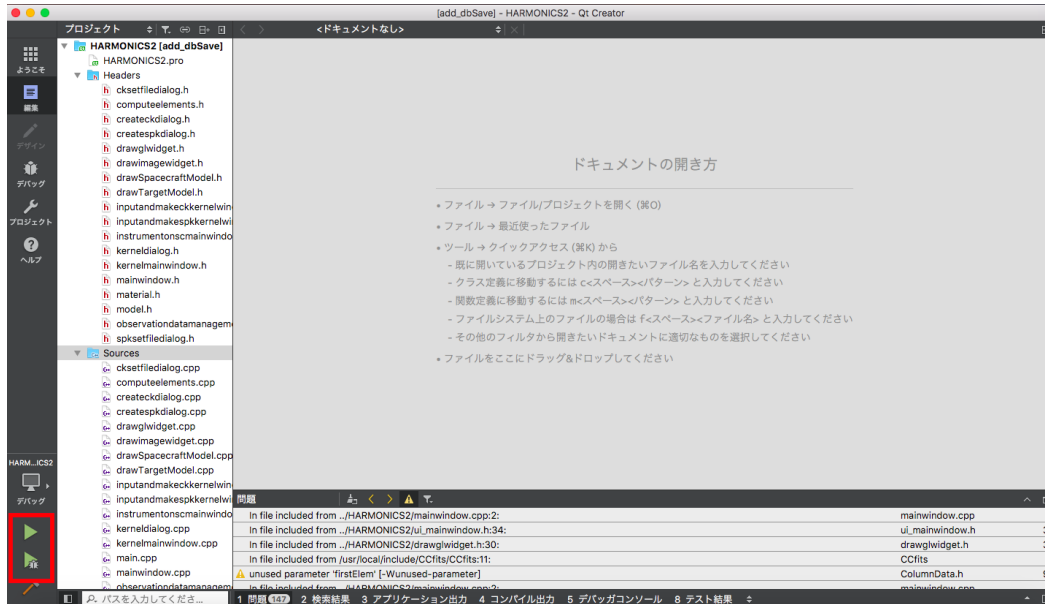 [add_dbSave] - HARMONICS2 - Qt Creator
プロジェクト
<ドキュメントなし>
ようこそ
編集
デザイン
デバッグ
プロジェクト
ヘルプ
HARM...ICS2
デバッグ
HARMONICS2 [add_dbSave]
HARMONICS2.pro
Headers
cksetfiledialog.h
computeelements.h
createckdialog.h
createspkdialog.h
drawglwidget.h
drawimagewidget.h
drawSpacecraftModel.h
drawTargetModel.h
inputandmakeckkernelwin
inputandmakespkkernelwi
instrumentonscmainwindo
kerneldialog.h
kernelmainwindow.h
mainwindow.h
material.h
model.h
observationdatamanagem
spksetfiledialog.h
Sources
cksetfiledialog.cpp
computeelements.cpp
createckdialog.cpp
createspkdialog.cpp
drawglwidget.cpp
drawimagewidget.cpp
drawSpacecraftModel.cpp
drawTargetModel.cpp
inputandmakeckkernelwin
inputandmakespkkernelwi
instrumentonscmainwindo
kerneldialog.cpp
kernelmainwindow.cpp
main.cpp
mainwindow.cpp
observationdatamanagem
ドキュメントの開き方
• ファイル → ファイル/プロジェクトを開く (⌘O)
• ファイル → 最近使ったファイル
• ツール → クイックアクセス (⌘K) から
- 既に開いているプロジェクト内の開きたいファイル名を入力してください
- クラス定義に移動するには c<スペース><パターン> と入力してください
- 関数定義に移動するには m<スペース><パターン> と入力してください
- ファイルシステム上のファイルの場合は f<スペース><ファイル名> と入力してください
- その他のフィルタから開きたいドキュメントに適切なものを選択してください
• ファイルをここにドラッグ&ドロップしてください
問題
In file included from ../HARMONICS2/mainwindow.cpp:2: mainwindow.cpp
In file included from ../HARMONICS2/ui_mainwindow.h:34: ui_mainwindow.h
In file included from ../HARMONICS2/drawglwidget.h:30: drawglwidget.h
In file included from /usr/local/include/CCfits/CCfits:11: CCfits
unused parameter 'firstElem' [-Wunused-parameter] ColumnData.h
In file included from ../HARMONICS2/mainwindow.cpp:2: mainwindow.cpp
パスを入力してくださ...
1 問題 147 2 検索結果 3 アプリケーション出力 4 コンパイル出力 5 デバッガコンソール 8 テスト結果